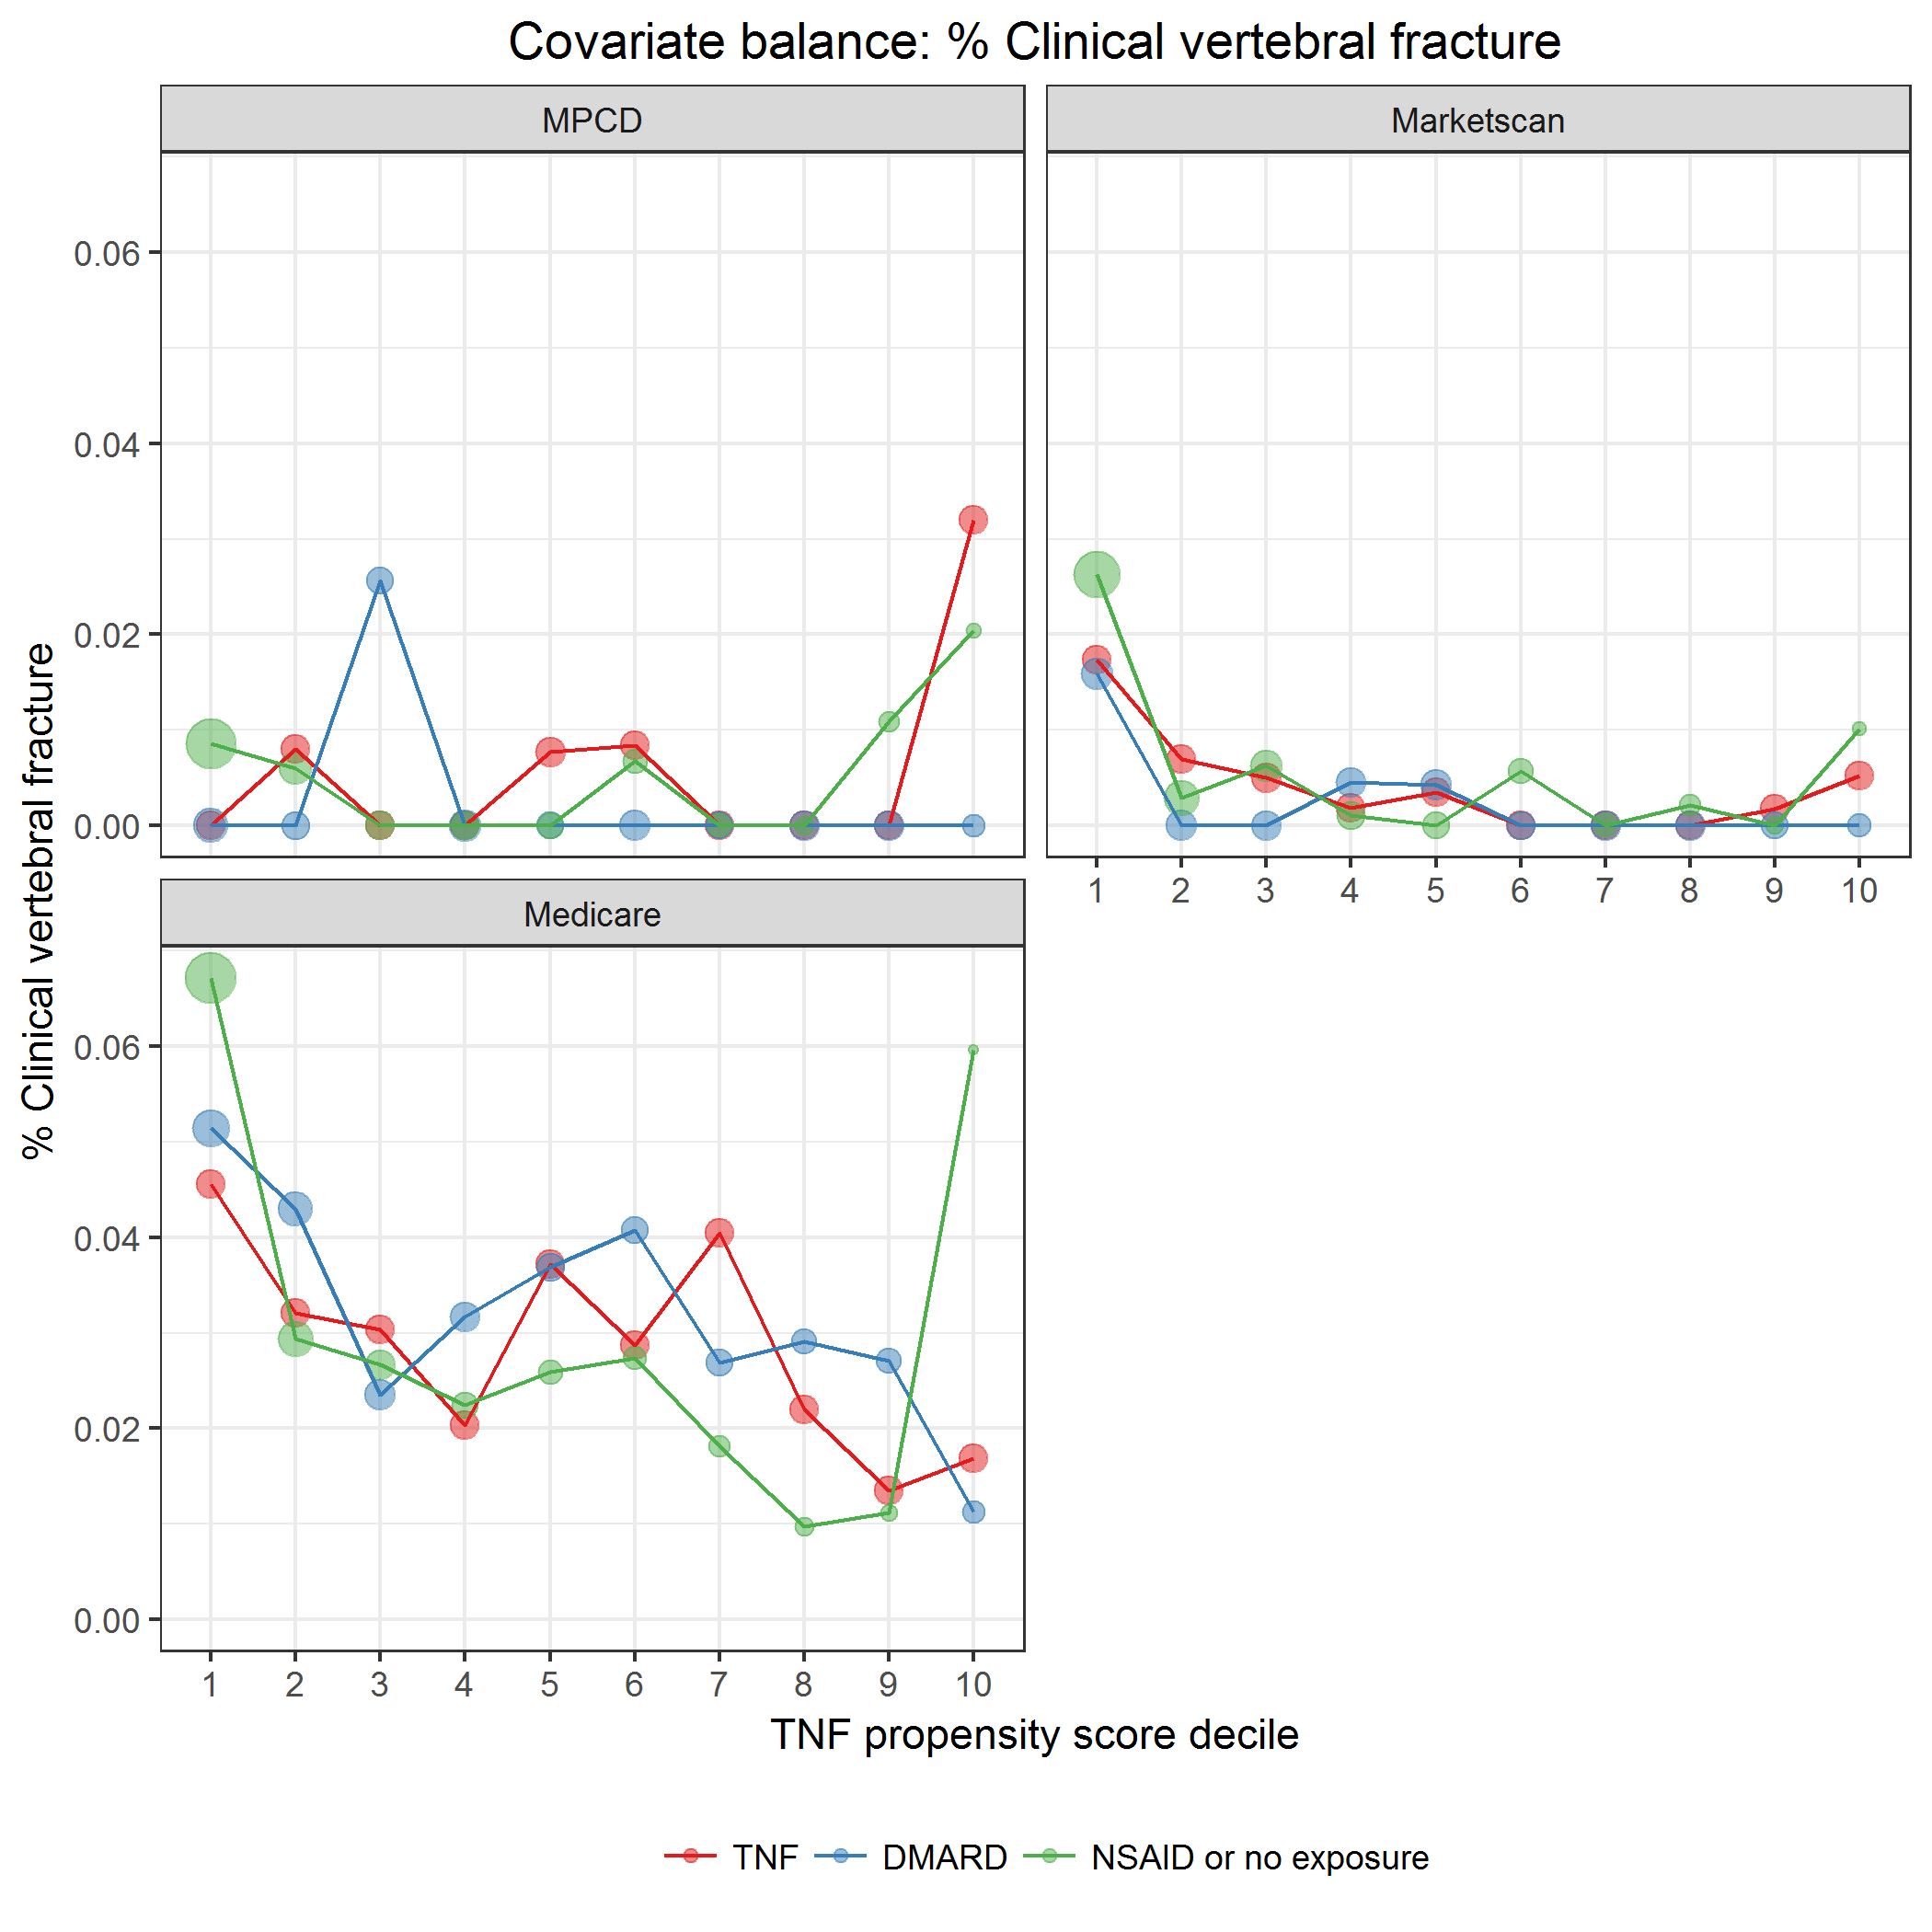 Covariate balance: % Clinical vertebral fracture
MPCD
Marketscan
0.06
0.04
0.02
0.00
1 2 3 4 5 6 7 8 9 10
Medicare
0.06
0.04
0.02
0.00
1 2 3 4 5 6 7 8 9 10
% Clinical vertebral fracture
TNF propensity score decile
TNF DMARD NSAID or no exposure